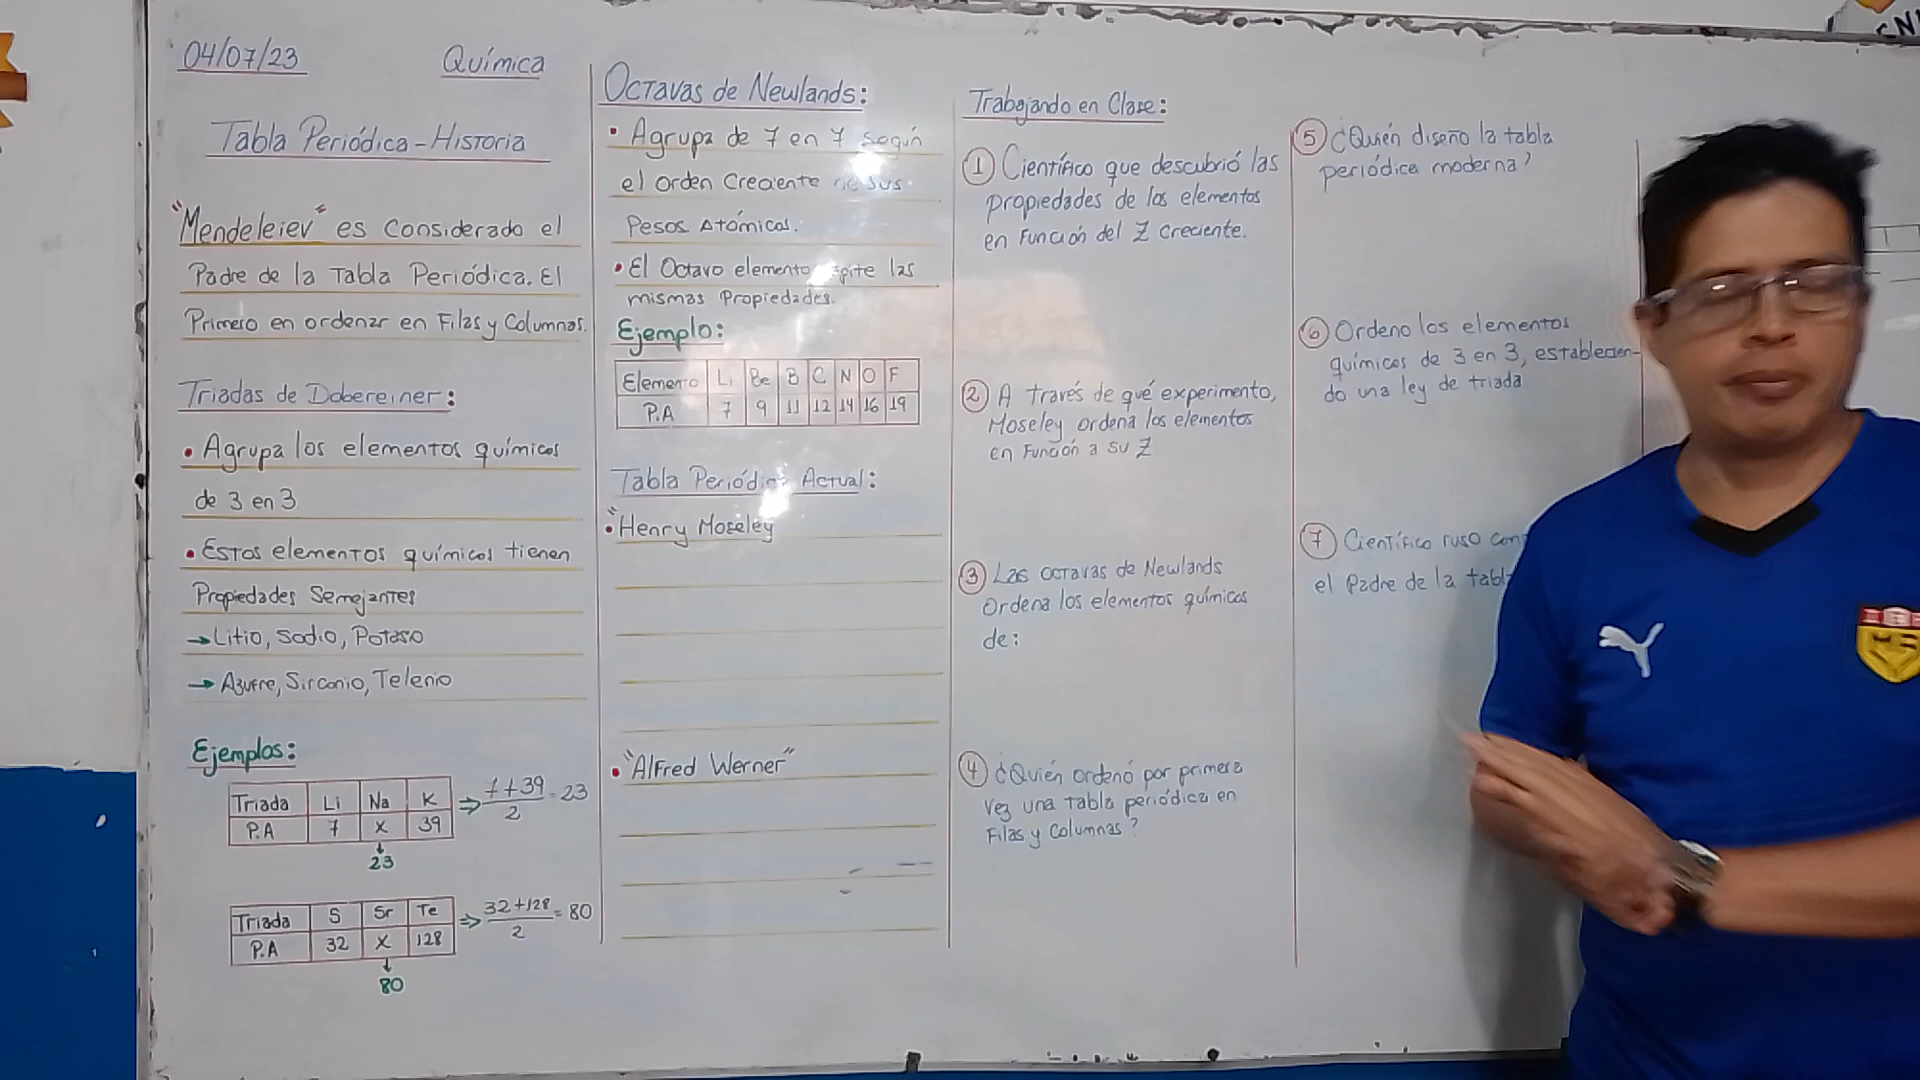 04/07/23 Química
Tabla Periódica - Historia
"Mendeleiev" es Considerado el
Padre de la Tabla Periódica. El
Primero en ordenar en Filas y Columnas.
Triadas de Dobereiner:
• Agrupa los elementos químicos
de 3 en 3
• Estos elementos químicos tienen
Propiedades Semejantes
→ Litio, Sodio, Potasio
→ Azufre, Sirconio, Telenio
Ejemplos:
Triada Li Na K ⇒ 7+39/2 = 23
P.A 7 X 39
23
Triada S Sr Te ⇒ 32+128/2 = 80
P.A 32 X 128
80
Octavas de Newlands:
• Agrupa de 7 en 7 según
el Orden Creciente de sus
Pesos Atómicos.
• El Octavo elemento las
mismas Propiedades.
Ejemplo:
Elemento Li Be B C N O F
P.A 7 9 11 12 14 16 19
Tabla Periódica Actual:
• "Henry Moseley
• "Alfred Werner"
Trabajando en Clase:
1 Científico que descubrió las
propiedades de los elementos
en Función del Z creciente.
2 A través de qué experimento,
Moseley ordena los elementos
en Función a su Z
3 Las octavas de Newlands
Ordena los elementos químicos
de:
4 ¿Quién ordenó por primera
vez una tabla periódica en
Filas y Columnas?
5 ¿Quién diseño la tabla
periódica moderna?
6 Ordeno los elementos
químicos de 3 en 3, establecien-
do una ley de triada
7 Científico ruso con
el Padre de la tabl